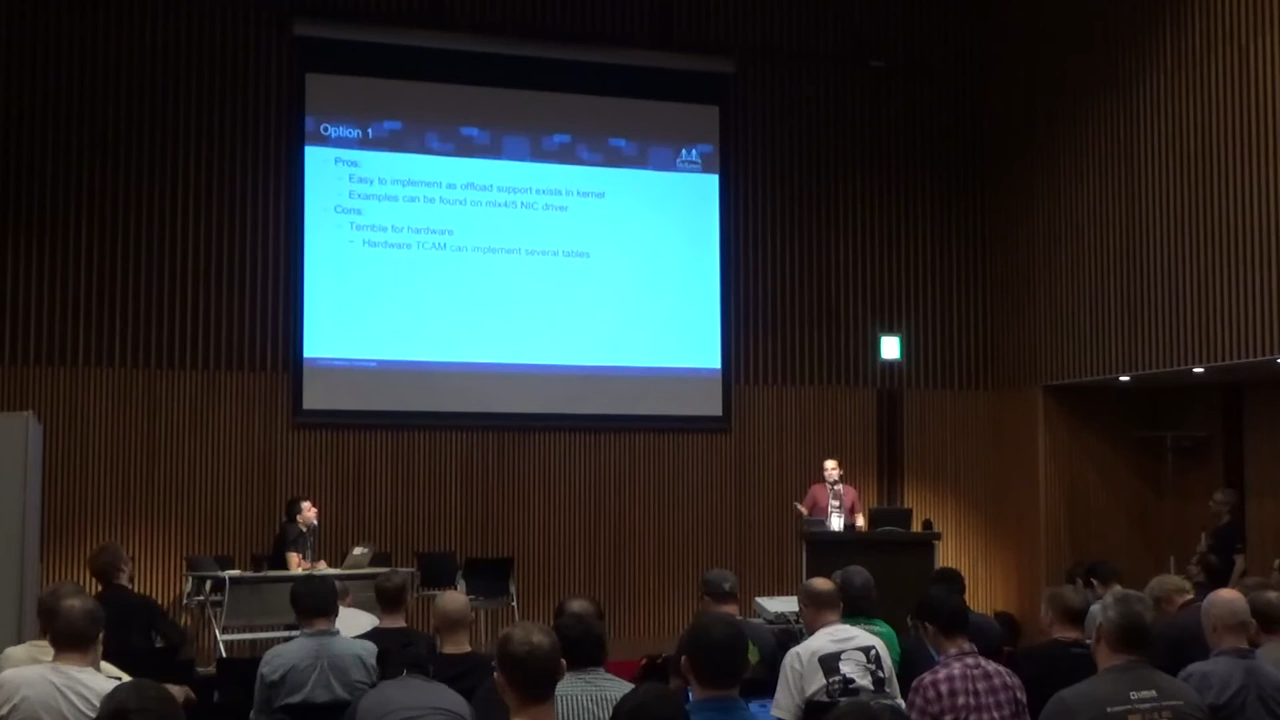 Option 1
Pros:
Easy to implement as offload support exists in kernel
Examples can be found on mlx4/5 NIC driver
Cons:
Terrible for hardware
- Hardware TCAM can implement several tables